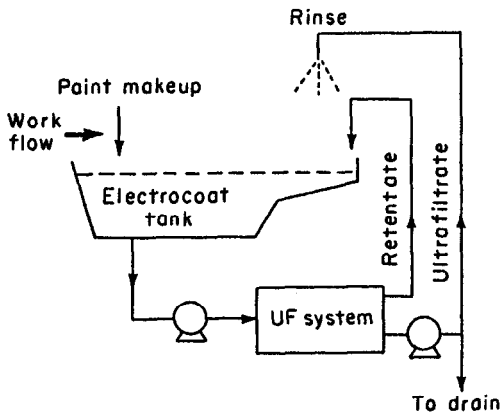 Rinse
Paint makeup
Work
flow
Electrocoat
tank
Retentate
Ultrafiltrate
UF system
To drain